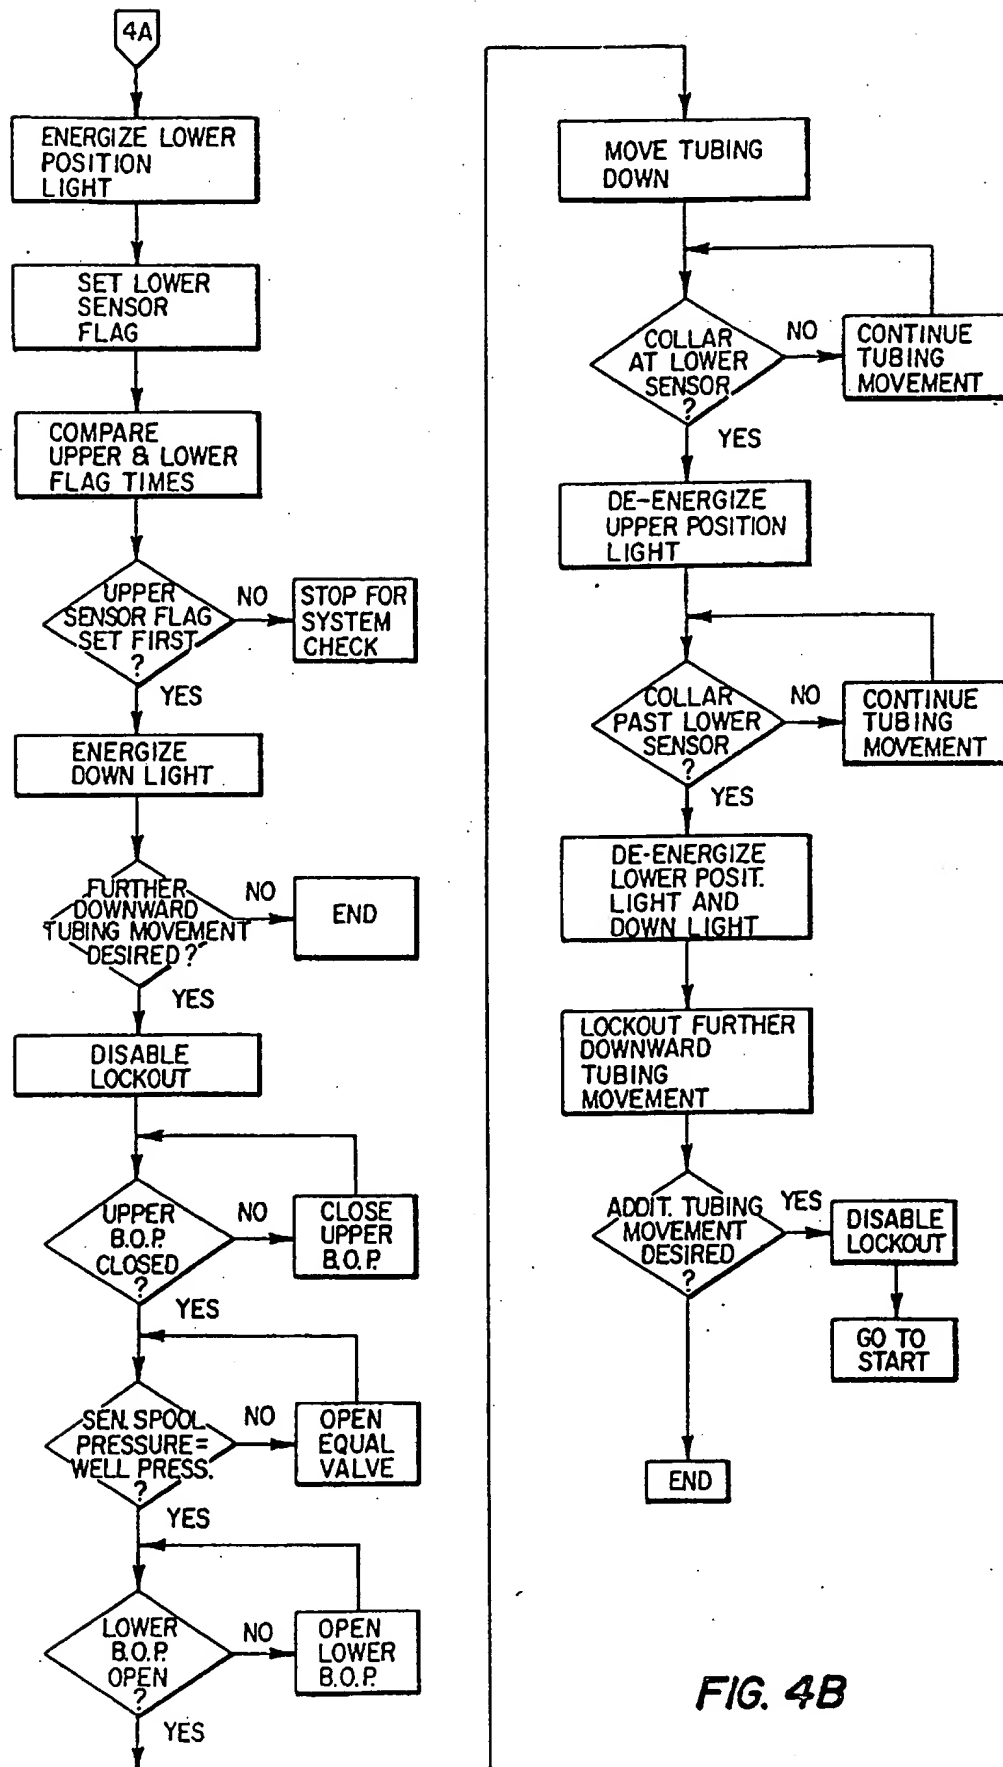 4A
ENERGIZE LOWER
POSITION
LIGHT
SET LOWER
SENSOR
FLAG
COMPARE
UPPER & LOWER
FLAG TIMES
UPPER
SENSOR FLAG
SET FIRST
?
NO
STOP FOR
SYSTEM
CHECK
YES
ENERGIZE
DOWN LIGHT
FURTHER
DOWNWARD
TUBING MOVEMENT
DESIRED?
NO
END
YES
DISABLE
LOCKOUT
UPPER
B.O.P.
CLOSED
?
NO
CLOSE
UPPER
B.O.P.
YES
SEN. SPOOL
PRESSURE=
WELL PRESS.
?
NO
OPEN
EQUAL
VALVE
YES
LOWER
B.O.P.
OPEN
?
NO
OPEN
LOWER
B.O.P.
YES
MOVE TUBING
DOWN
COLLAR
AT LOWER
SENSOR
?
NO
CONTINUE
TUBING
MOVEMENT
YES
DE-ENERGIZE
UPPER POSITION
LIGHT
COLLAR
PAST LOWER
SENSOR
?
NO
CONTINUE
TUBING
MOVEMENT
YES
DE-ENERGIZE
LOWER POSIT.
LIGHT AND
DOWN LIGHT
LOCKOUT FURTHER
DOWNWARD
TUBING
MOVEMENT
ADDIT. TUBING
MOVEMENT
DESIRED
?
YES
DISABLE
LOCKOUT
GO TO
START
END
FIG. 4B